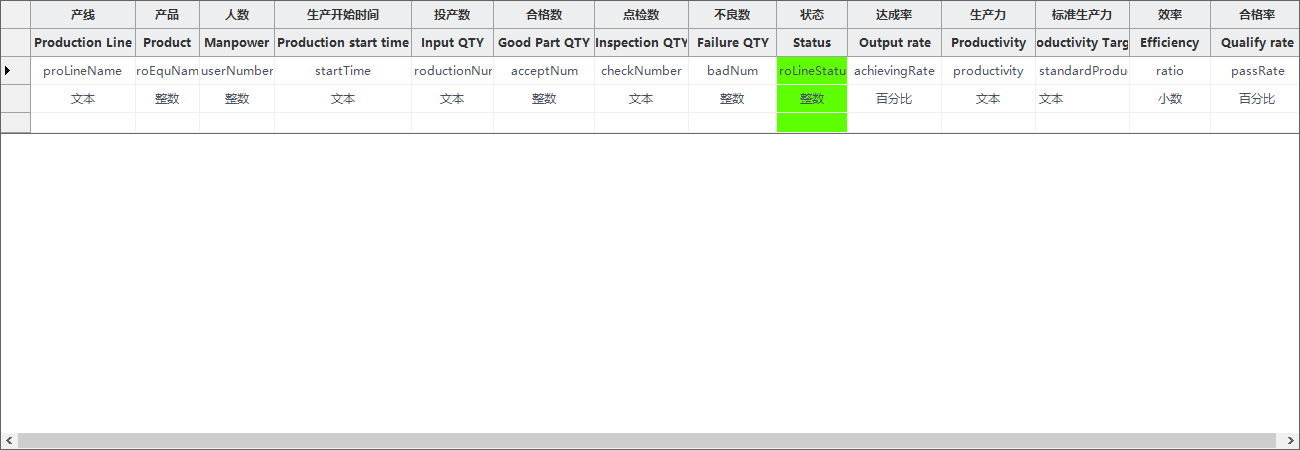 产线 产品 人数 生产开始时间 投产数 合格数 点检数 不良数 状态 达成率 生产力 标准生产力 效率 合格率
Production Line Product Manpower Production start time Input QTY Good Part QTY Inspection QTY Failure QTY Status Output rate Productivity oductivity Targ Efficiency Qualify rate
proLineName roEquNam userNumber startTime roductionNur acceptNum checkNumber badNum roLineStatu achievingRate productivity standardProdu ratio passRate
文本 整数 整数 文本 文本 整数 文本 整数 整数 百分比 文本 文本 小数 百分比